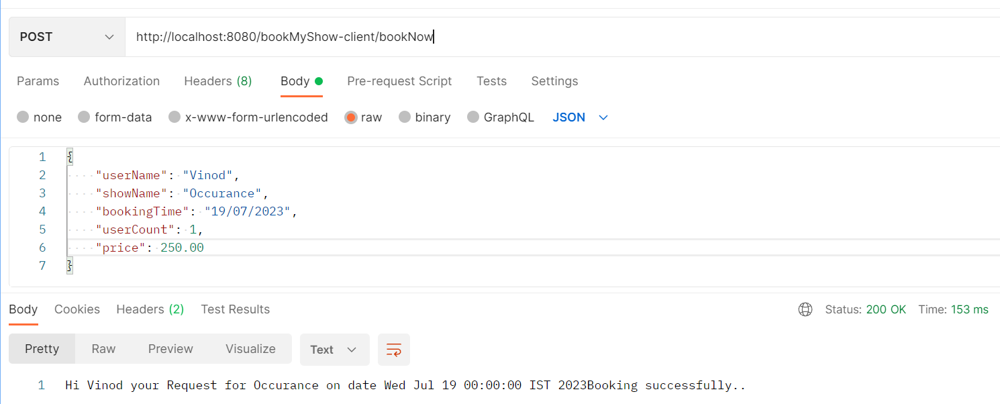 POST http://localhost:8080/bookMyShow-client/bookNow
Params Authorization Headers (8) Body Pre-request Script Tests Settings
none form-data x-www-form-urlencoded raw binary GraphQL JSON
1 {
2 "userName": "Vinod",
3 "showName": "Occurance",
4 "bookingTime": "19/07/2023",
5 "userCount": 1,
6 "price": 250.00
7 }
Body Cookies Headers (2) Test Results Status: 200 OK Time: 153 ms
Pretty Raw Preview Visualize Text
1 Hi Vinod your Request for Occurance on date Wed Jul 19 00:00:00 IST 2023Booking successfully..